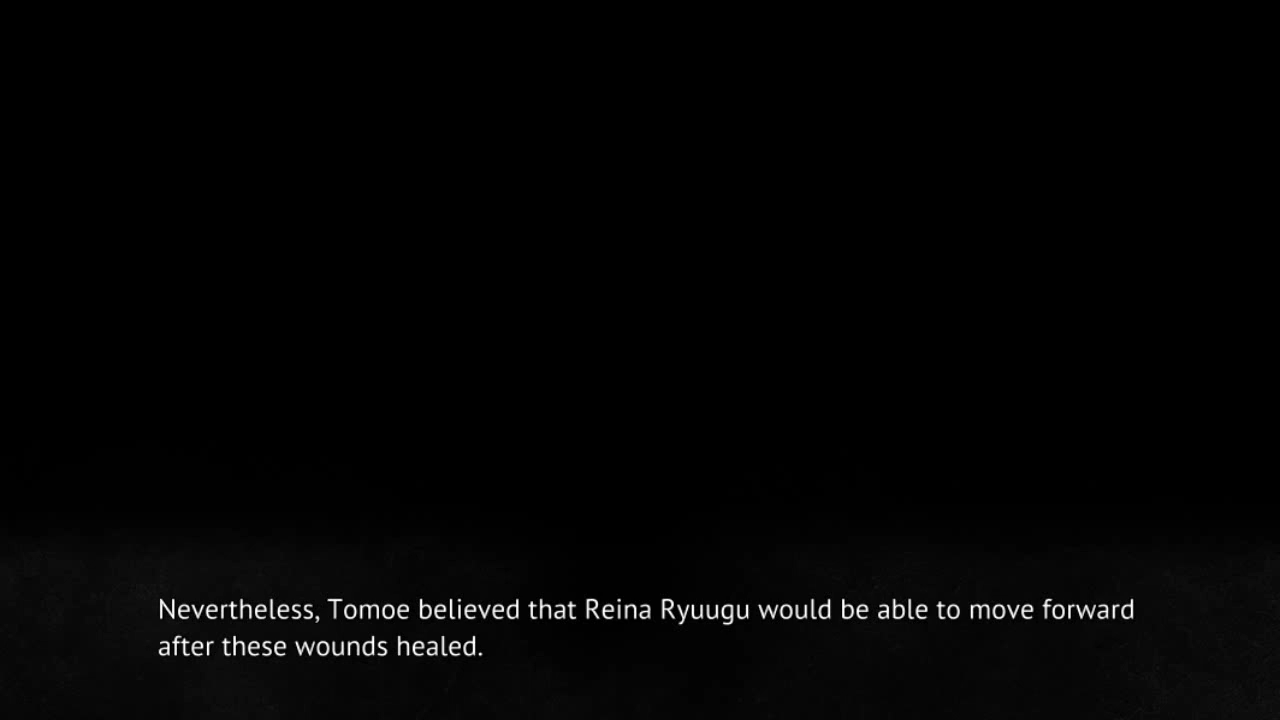 Nevertheless, Tomoe believed that Reina Ryuugu would be able to move forward
after these wounds healed.